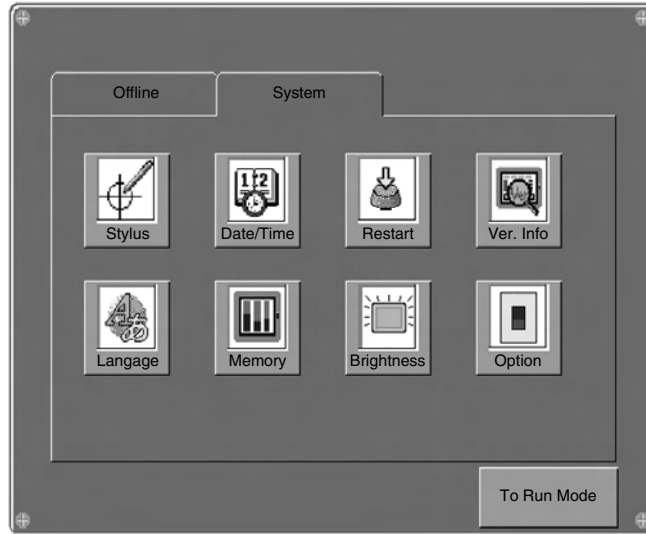 Offline
System
Stylus
Date/Time
Restart
Ver. Info
Langage
Memory
Brightness
Option
To Run Mode